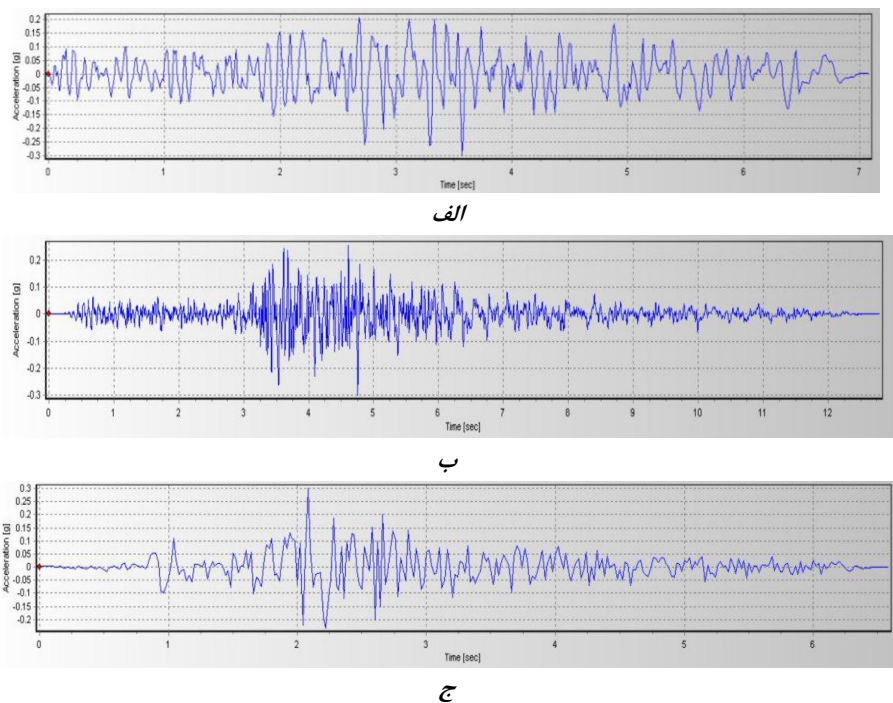 Acceleration [g]
0.2
0.15
0.1
0.05
0
-0.05
-0.1
-0.15
-0.2
-0.25
-0.3
0 1 2 3 4 5 6 7
Time [sec]
الف
Acceleration [g]
0.2
0.1
0
-0.1
-0.2
-0.3
0 1 2 3 4 5 6 7 8 9 10 11 12
Time [sec]
ب
Acceleration [g]
0.3
0.25
0.2
0.15
0.1
0.05
0
-0.05
-0.1
-0.15
-0.2
0 1 2 3 4 5 6
Time [sec]
ج